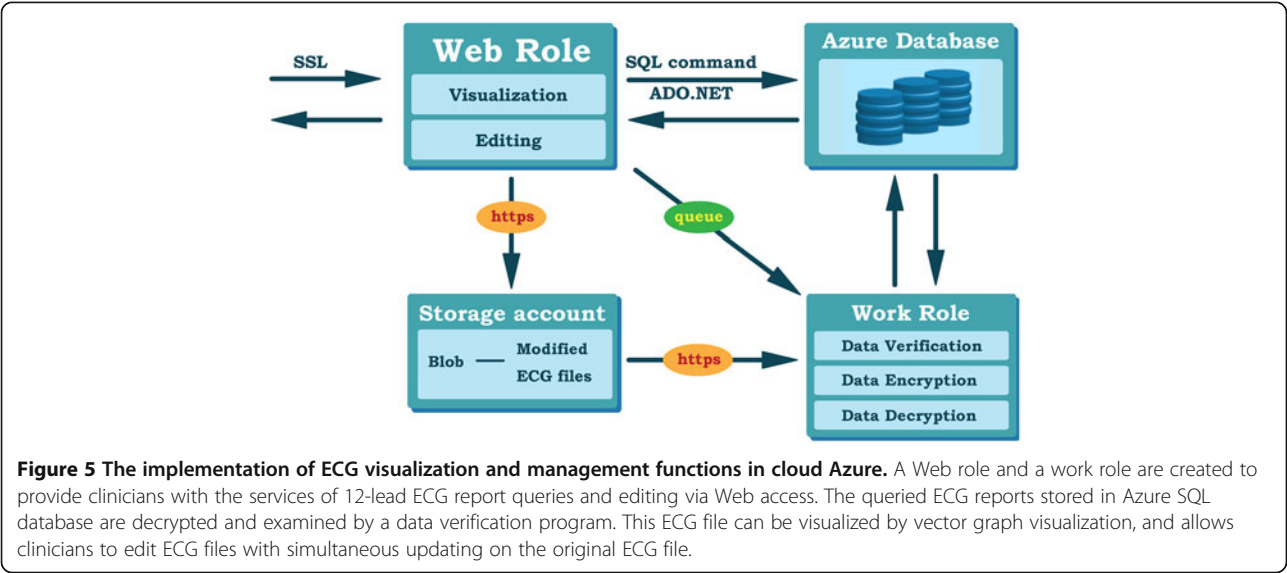 SSL
Web Role
Visualization
Editing
SQL command
ADO.NET
Azure Database
https
queue
Storage account
Blob
Modified
ECG files
https
Work Role
Data Verification
Data Encryption
Data Decryption
Figure 5 The implementation of ECG visualization and management functions in cloud Azure. A Web role and a work role are created to
provide clinicians with the services of 12-lead ECG report queries and editing via Web access. The queried ECG reports stored in Azure SQL
database are decrypted and examined by a data verification program. This ECG file can be visualized by vector graph visualization, and allows
clinicians to edit ECG files with simultaneous updating on the original ECG file.